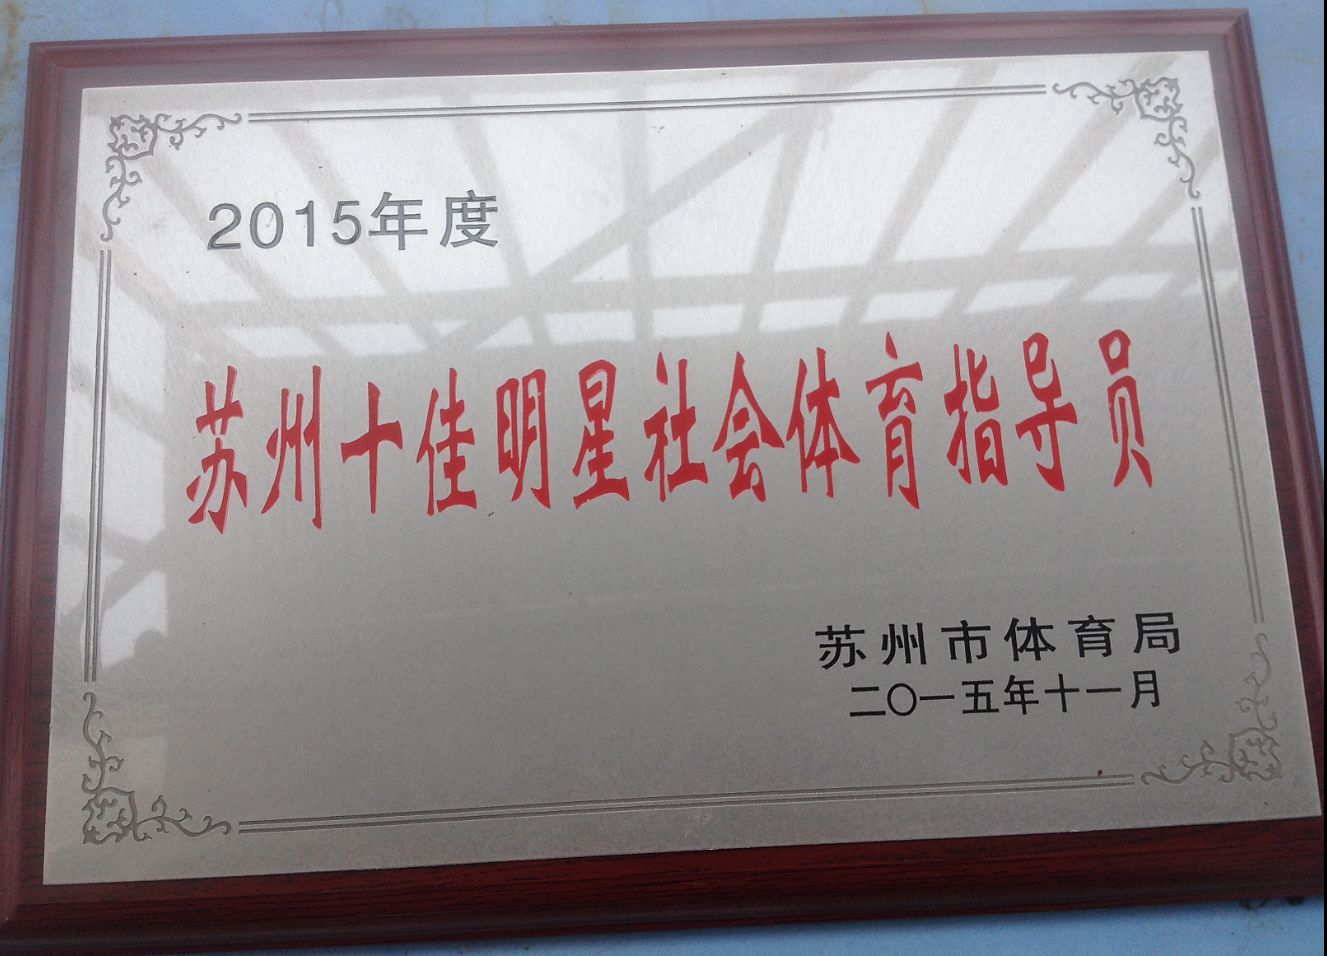 2015年度
苏州十佳明星社会体育指导员
苏州市体育局
二〇一五年十一月